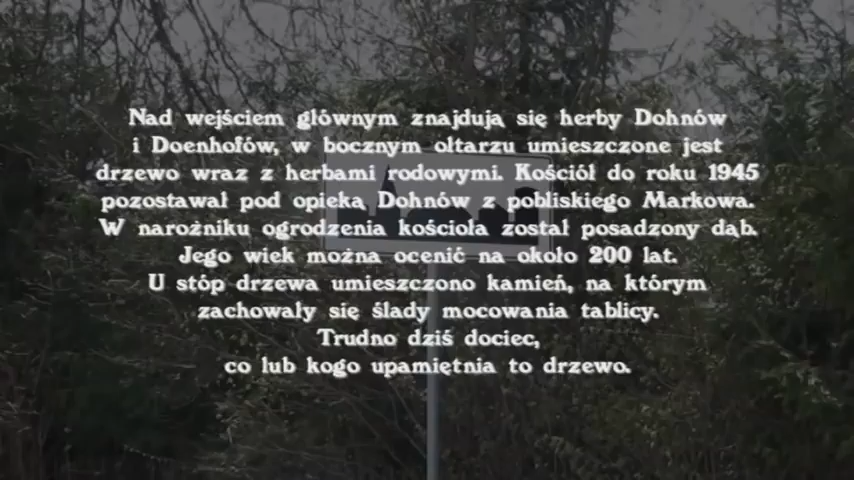 Nad wejściem głównym znajdują się herby Dohnów
i Doenhofów, w bocznym ołtarzu umieszczone jest
drzewo wraz z herbami rodowymi. Kościół do roku 1945
pozostawał pod opieką Dohnów z pobliskiego Markowa.
W narożniku ogrodzenia kościoła został posadzony dąb.
Jego wiek można ocenić na około 200 lat.
U stóp drzewa umieszczono kamień, na którym
zachowały się ślady mocowania tablicy.
Trudno dziś dociec,
co lub kogo upamiętnia to drzewo.